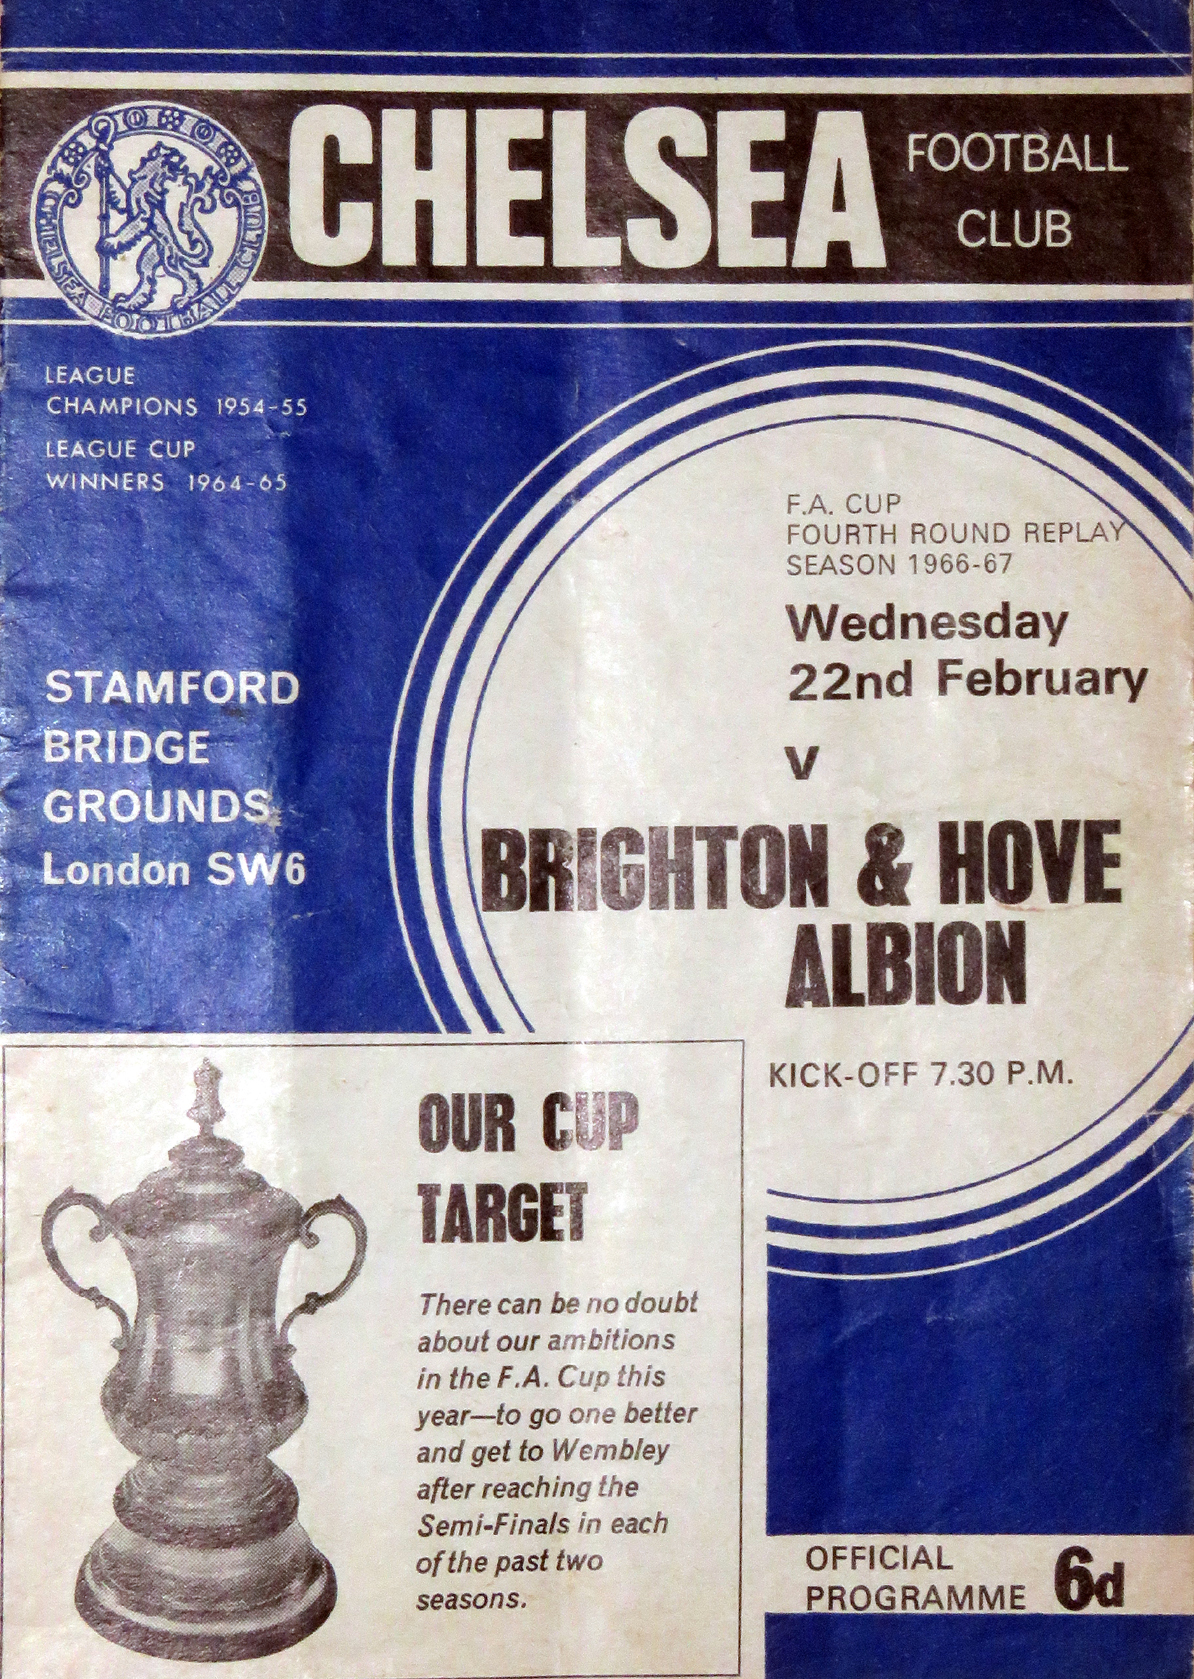 CHELSEA
FOOTBALL
CLUB
CHELSEA FOOTBALL CLUB
LEAGUE
CHAMPIONS 1954-55
LEAGUE CUP
WINNERS 1964-65
F.A. CUP
FOURTH ROUND REPLAY
SEASON 1966-67
Wednesday
22nd February
v
BRIGHTON & HOVE
ALBION
KICK-OFF 7.30 P.M.
STAMFORD
BRIDGE
GROUNDS
London SW6
OUR CUP
TARGET
There can be no doubt
about our ambitions
in the F.A. Cup this
year—to go one better
and get to Wembley
after reaching the
Semi-Finals in each
of the past two
seasons.
OFFICIAL
PROGRAMME 6d